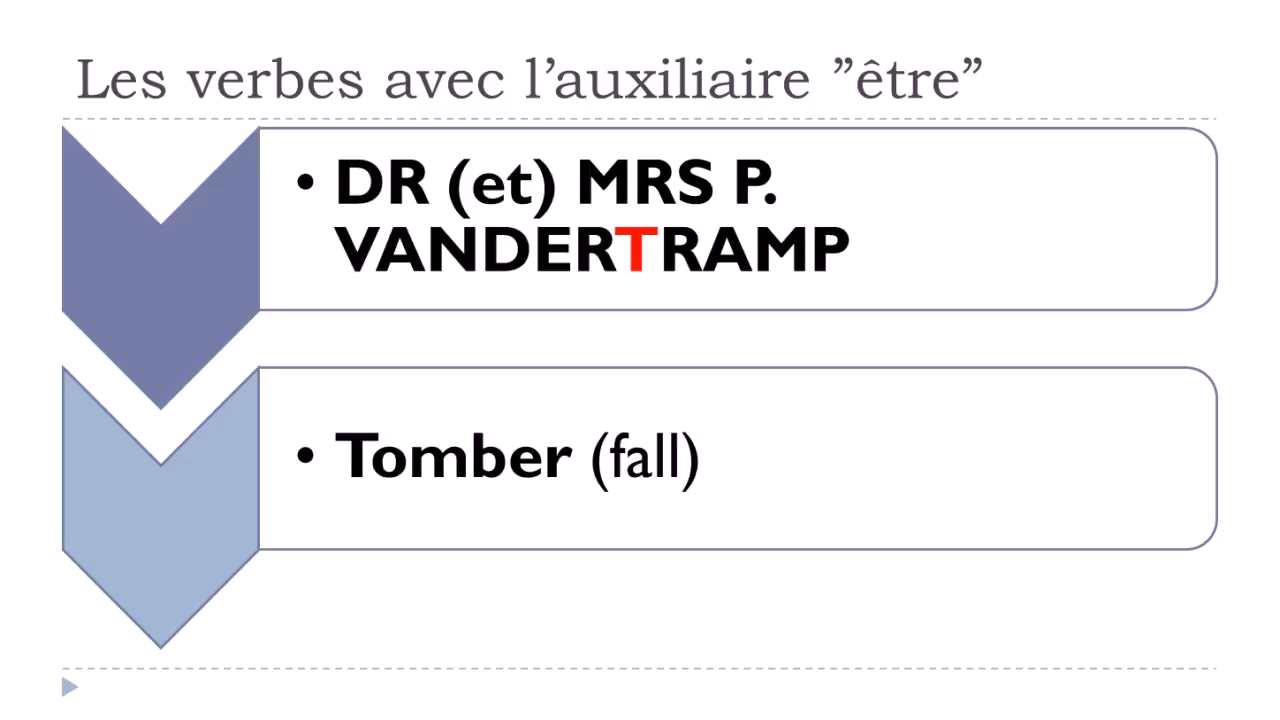 Les verbes avec l’auxiliaire ”être”
• DR (et) MRS P.
VANDERTRAMP
• Tomber (fall)